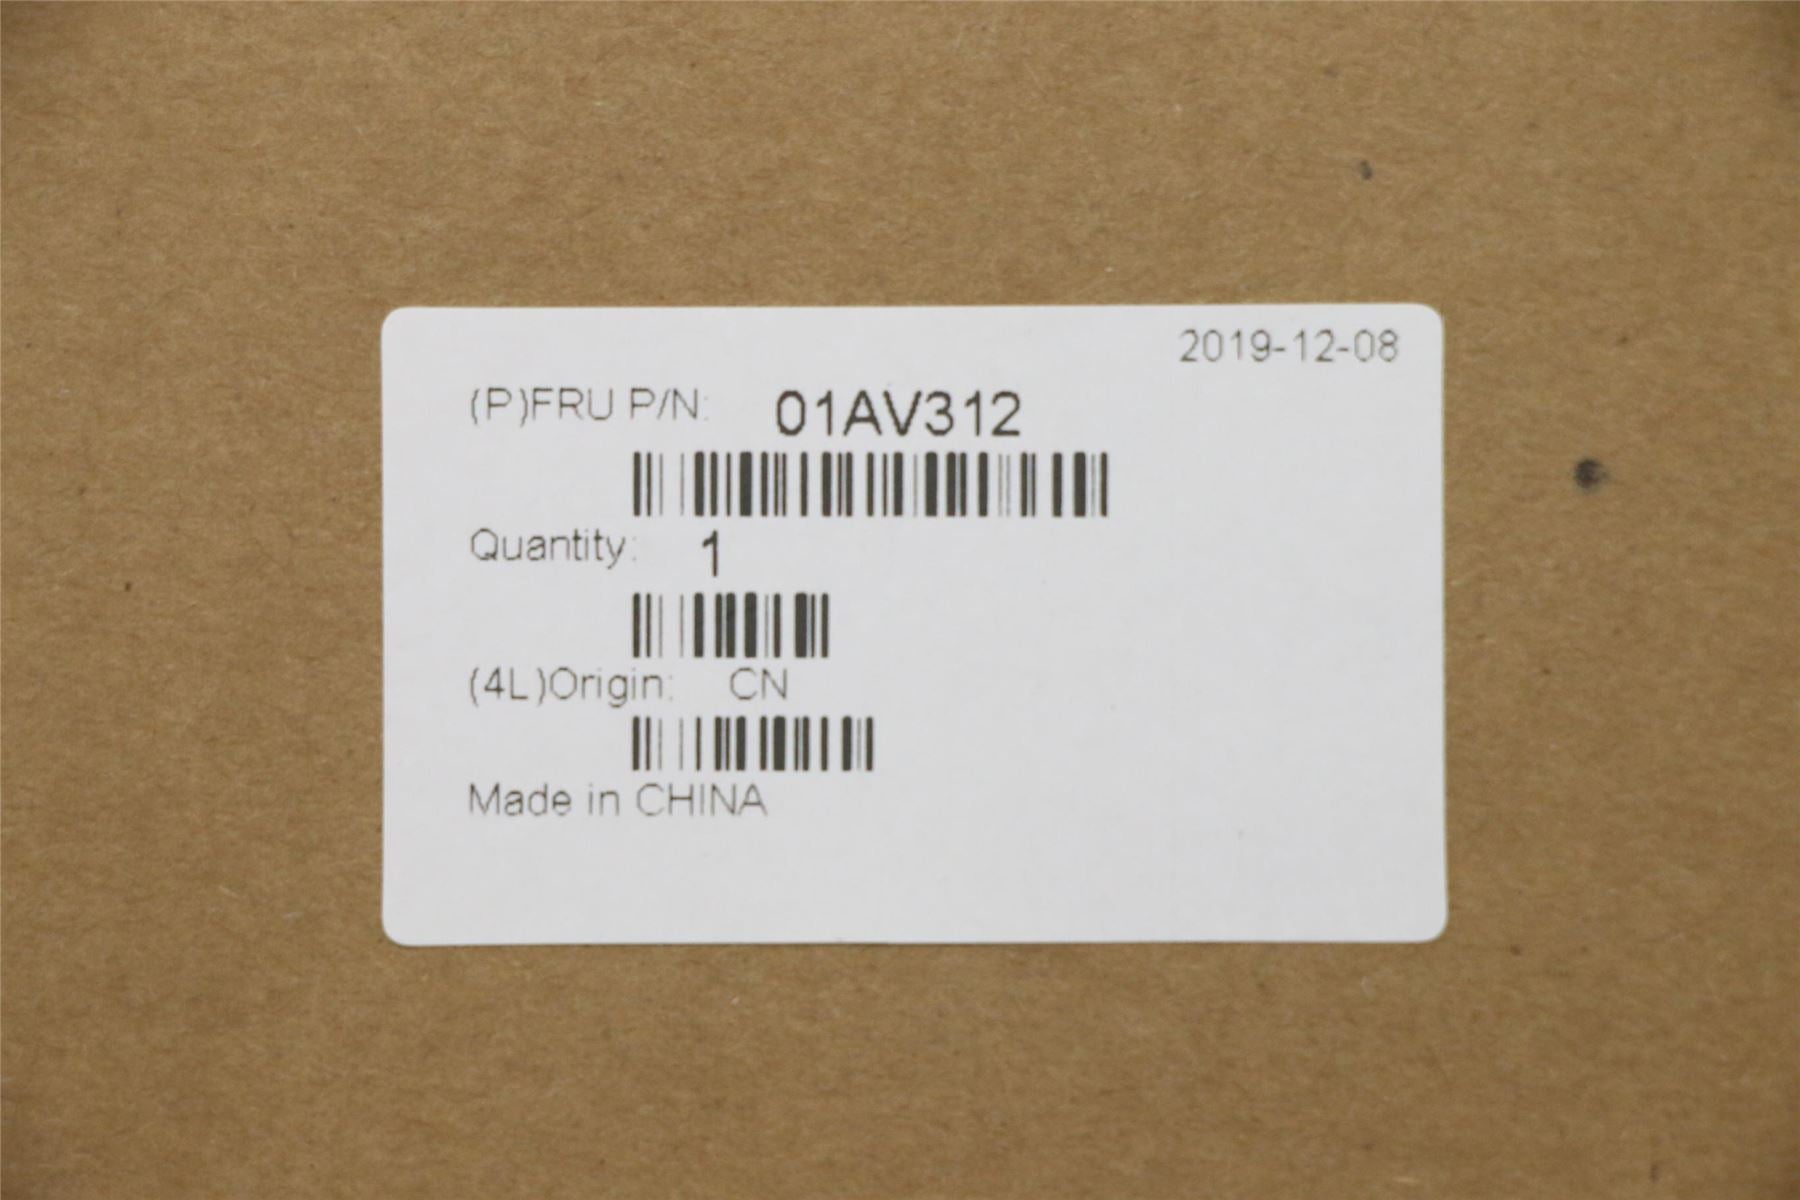 2019-12-08
(P)FRU P/N: 01AV312
Quantity: 1
(4L)Origin: CN
Made in CHINA